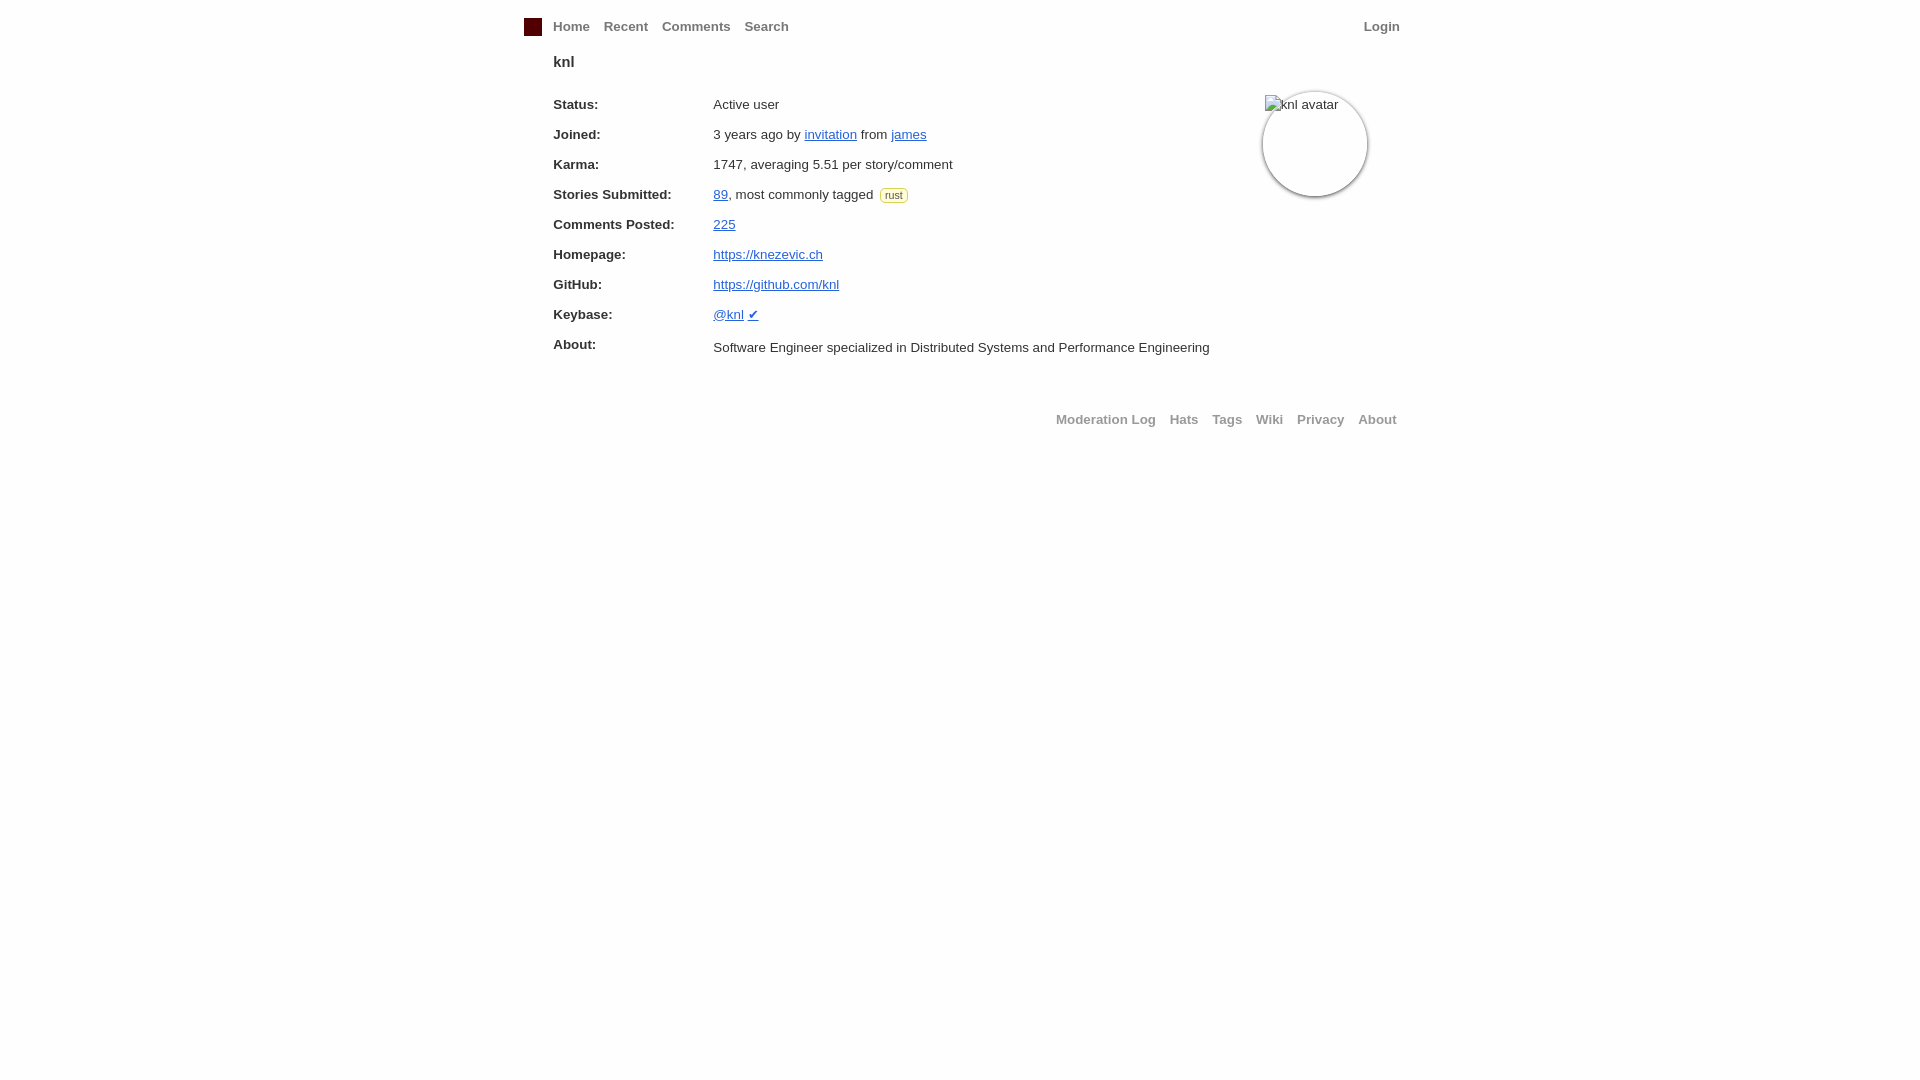 Home Recent Comments Search Login
knl
Status: Active user
knl avatar
Joined: 3 years ago by invitation from james
Karma: 1747, averaging 5.51 per story/comment
Stories Submitted: 89, most commonly tagged rust
Comments Posted: 225
Homepage: https://knezevic.ch
GitHub: https://github.com/knl
Keybase: @knl ✔
About: Software Engineer specialized in Distributed Systems and Performance Engineering
Moderation Log Hats Tags Wiki Privacy About